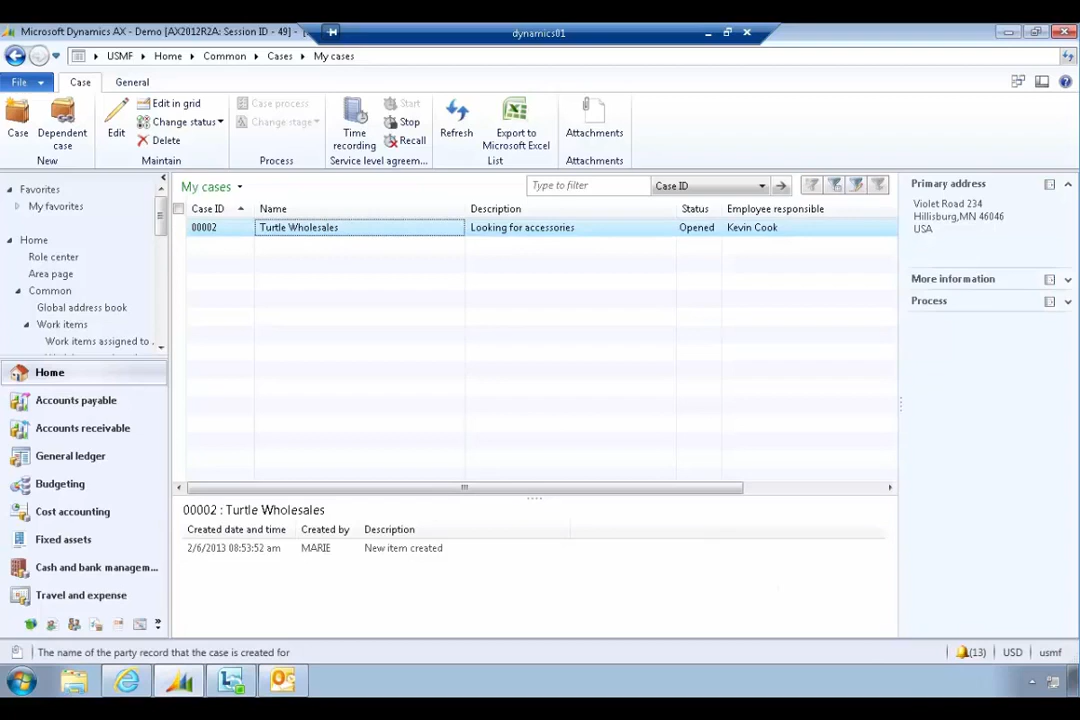 Microsoft Dynamics AX - Demo [AX2012R2A: Session ID - 49] - [
dynamics01
USMF Home Common Cases My cases
File Case General
Case
Dependent case
New
Edit
Edit in grid
Change status
Delete
Maintain
Case process
Change stage
Process
Time recording
Start
Stop
Recall
Service level agreem...
Refresh
Export to Microsoft Excel
List
Attachments
Attachments
Favorites
My favorites
Home
Role center
Area page
Common
Global address book
Work items
Work items assigned to .
Home
Accounts payable
Accounts receivable
General ledger
Budgeting
Cost accounting
Fixed assets
Cash and bank managem...
Travel and expense
My cases
Type to filter
Case ID
Case ID Name Description Status Employee responsible
00002 Turtle Wholesales Looking for accessories Opened Kevin Cook
00002 : Turtle Wholesales
Created date and time Created by Description
2/6/2013 08:53:52 am MARIE New item created
Primary address
Violet Road 234
Hillisburg,MN 46046
USA
More information
Process
The name of the party record that the case is created for
(13) USD usmf